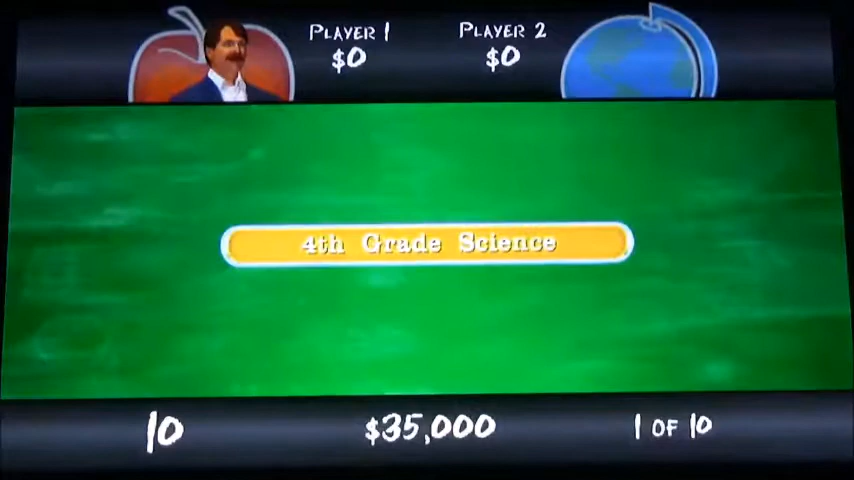 PLAYER 1
$0
PLAYER 2
$0
4th Grade Science
10
$35,000
1 OF 10